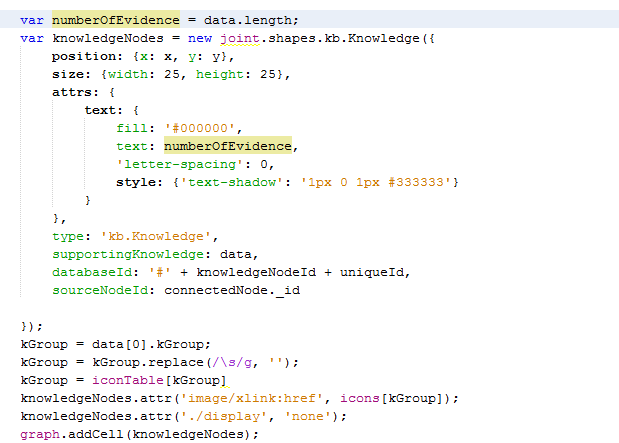 var numberOfEvidence = data.length;
var knowledgeNodes = new joint.shapes.kb.Knowledge({
position: {x: x, y: y},
size: {width: 25, height: 25},
attrs: {
text: {
fill: '#000000',
text: numberOfEvidence,
'letter-spacing': 0,
style: {'text-shadow': '1px 0 1px #333333'}
}
},
type: 'kb.Knowledge',
supportingKnowledge: data,
databaseId: '#' + knowledgeNodeId + uniqueId,
sourceNodeId: connectedNode._id
});
kGroup = data[0].kGroup;
kGroup = kGroup.replace(/\s/g, '');
kGroup = iconTable[kGroup]
knowledgeNodes.attr('image/xlink:href', icons[kGroup]);
knowledgeNodes.attr('./display', 'none');
graph.addCell(knowledgeNodes);